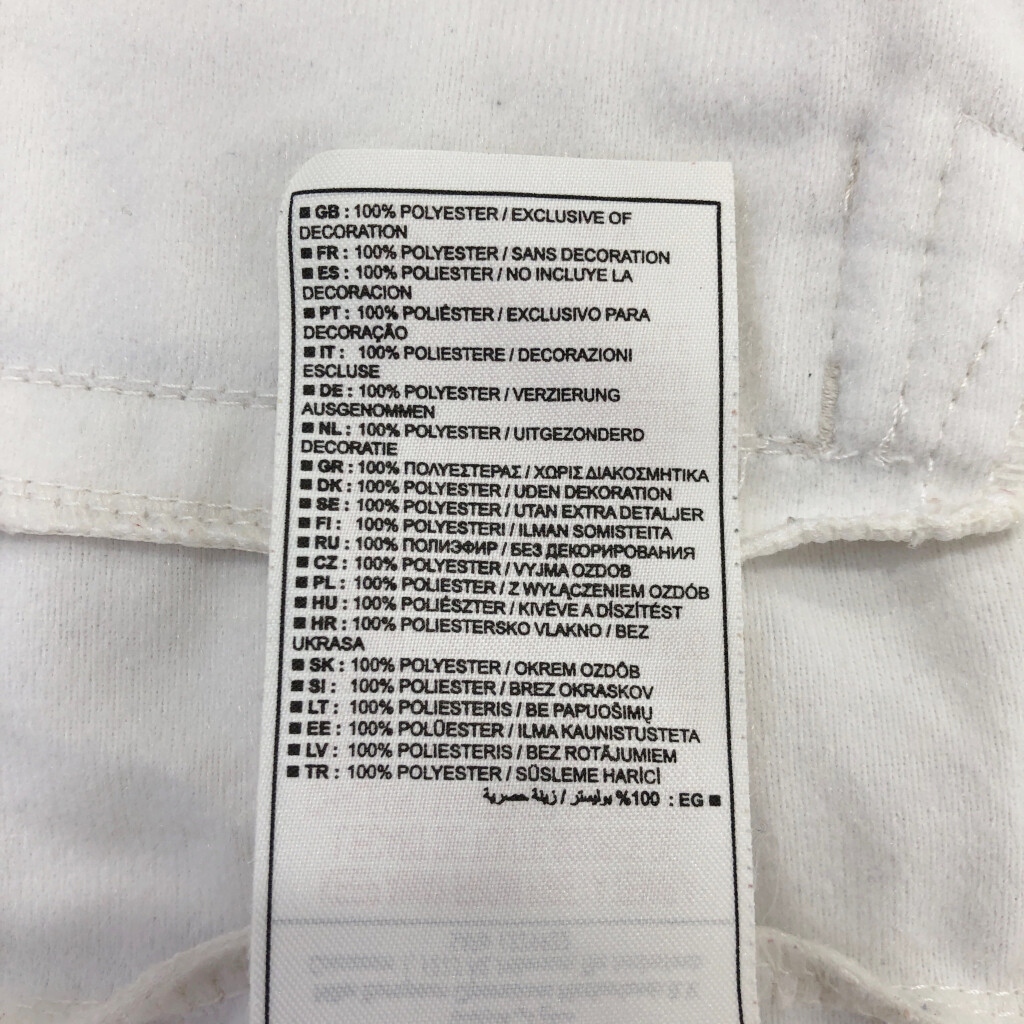 ■ GB : 100% POLYESTER / EXCLUSIVE OF
DECORATION
■ FR : 100% POLYESTER / SANS DECORATION
■ ES : 100% POLIESTER / NO INCLUYE LA
DECORACION
■ PT : 100% POLIÉSTER / EXCLUSIVO PARA
DECORAÇÃO
■ IT : 100% POLIESTERE / DECORAZIONI
ESCLUSE
■ DE : 100% POLYESTER / VERZIERUNG
AUSGENOMMEN
■ NL : 100% POLYESTER / UITGEZONDERD
DECORATIE
■ GR : 100% ΠΟΛΥΕΣΤΕΡΑΣ / ΧΩΡΙΣ ΔΙΑΚΟΣΜΗΤΙΚΑ
■ DK : 100% POLYESTER / UDEN DEKORATION
■ SE : 100% POLYESTER / UTAN EXTRA DETALJER
■ FI : 100% POLYESTERI / ILMAN SOMISTEITA
■ RU : 100% ПОЛИЭФИР / БЕЗ ДЕКОРИРОВАНИЯ
■ CZ : 100% POLYESTER / VYJMA OZDOB
■ PL : 100% POLIESTER / Z WYŁĄCZENIEM OZDÓB
■ HU : 100% POLIÉSZTER / KIVÉVE A DÍSZÍTÉST
■ HR : 100% POLIESTERSKO VLAKNO / BEZ
UKRASA
■ SK : 100% POLYESTER / OKREM OZDÔB
■ SI : 100% POLIESTER / BREZ OKRASKOV
■ LT : 100% POLIESTERIS / BE PAPUOŠIMŲ
■ EE : 100% POLÜESTER / ILMA KAUNISTUSTETA
■ LV : 100% POLIESTERIS / BEZ ROTĀJUMIEM
■ TR : 100% POLYESTER / SÜSLEME HARİCİ
■ EG : 100% بوليستر / زينة حصرية